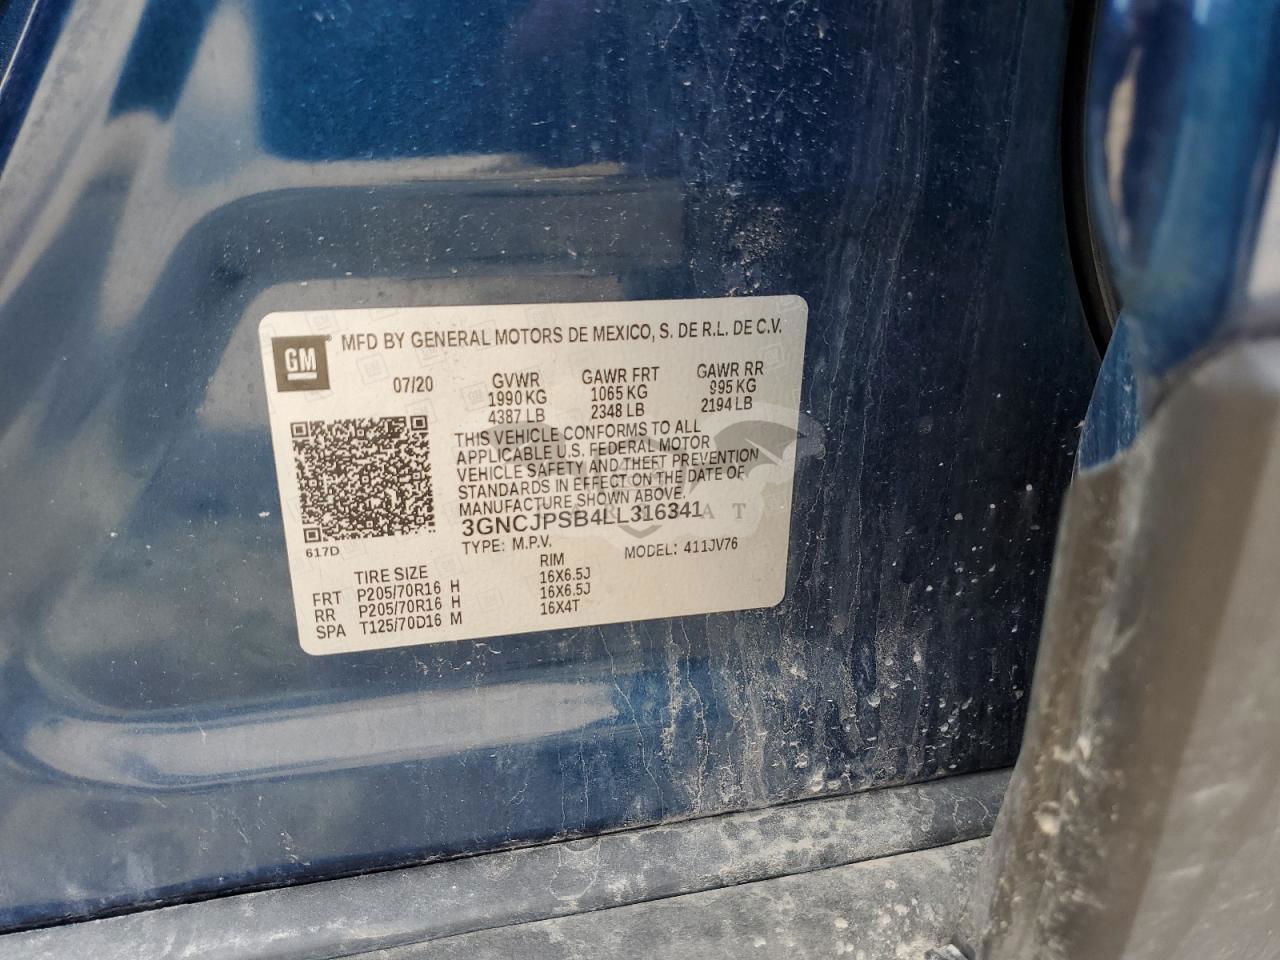 GM
MFD BY GENERAL MOTORS DE MEXICO, S. DE R.L. DE C.V.
07/20 GVWR GAWR FRT GAWR RR
1990 KG 1065 KG 995 KG
4387 LB 2348 LB 2194 LB
THIS VEHICLE CONFORMS TO ALL
APPLICABLE U.S. FEDERAL MOTOR
VEHICLE SAFETY AND THEFT PREVENTION
STANDARDS IN EFFECT ON THE DATE OF
MANUFACTURE SHOWN ABOVE.
3GNCJPSB4LL316341
617D TYPE: M.P.V. MODEL: 411JV76
TIRE SIZE RIM
FRT P205/70R16 H 16X6.5J
RR P205/70R16 H 16X6.5J
SPA T125/70D16 M 16X4T